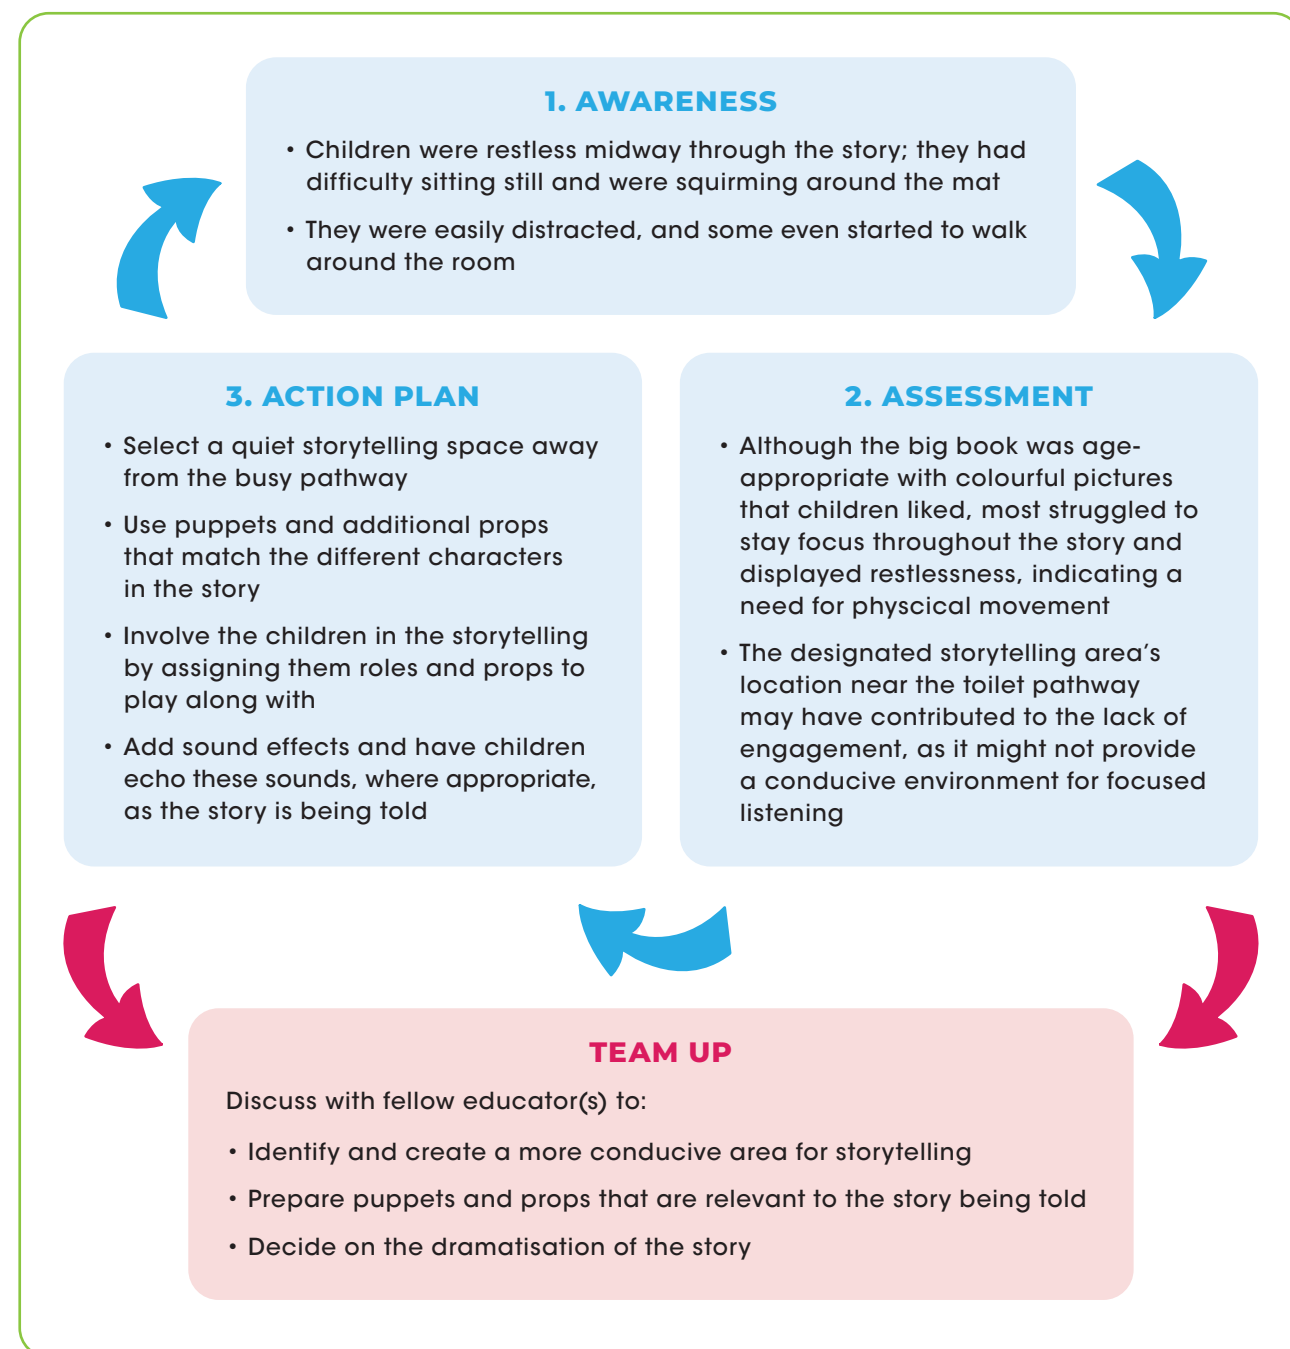 1. AWARENESS
• Children were restless midway through the story; they had
difficulty sitting still and were squirming around the mat
• They were easily distracted, and some even started to walk
around the room
2. ASSESSMENT
• Although the big book was age-
appropriate with colourful pictures
that children liked, most struggled to
stay focus throughout the story and
displayed restlessness, indicating a
need for physcical movement
• The designated storytelling area’s
location near the toilet pathway
may have contributed to the lack of
engagement, as it might not provide
a conducive environment for focused
listening
3. ACTION PLAN
• Select a quiet storytelling space away
from the busy pathway
• Use puppets and additional props
that match the different characters
in the story
• Involve the children in the storytelling
by assigning them roles and props to
play along with
• Add sound effects and have children
echo these sounds, where appropriate,
as the story is being told
TEAM UP
Discuss with fellow educator(s) to:
• Identify and create a more conducive area for storytelling
• Prepare puppets and props that are relevant to the story being told
• Decide on the dramatisation of the story